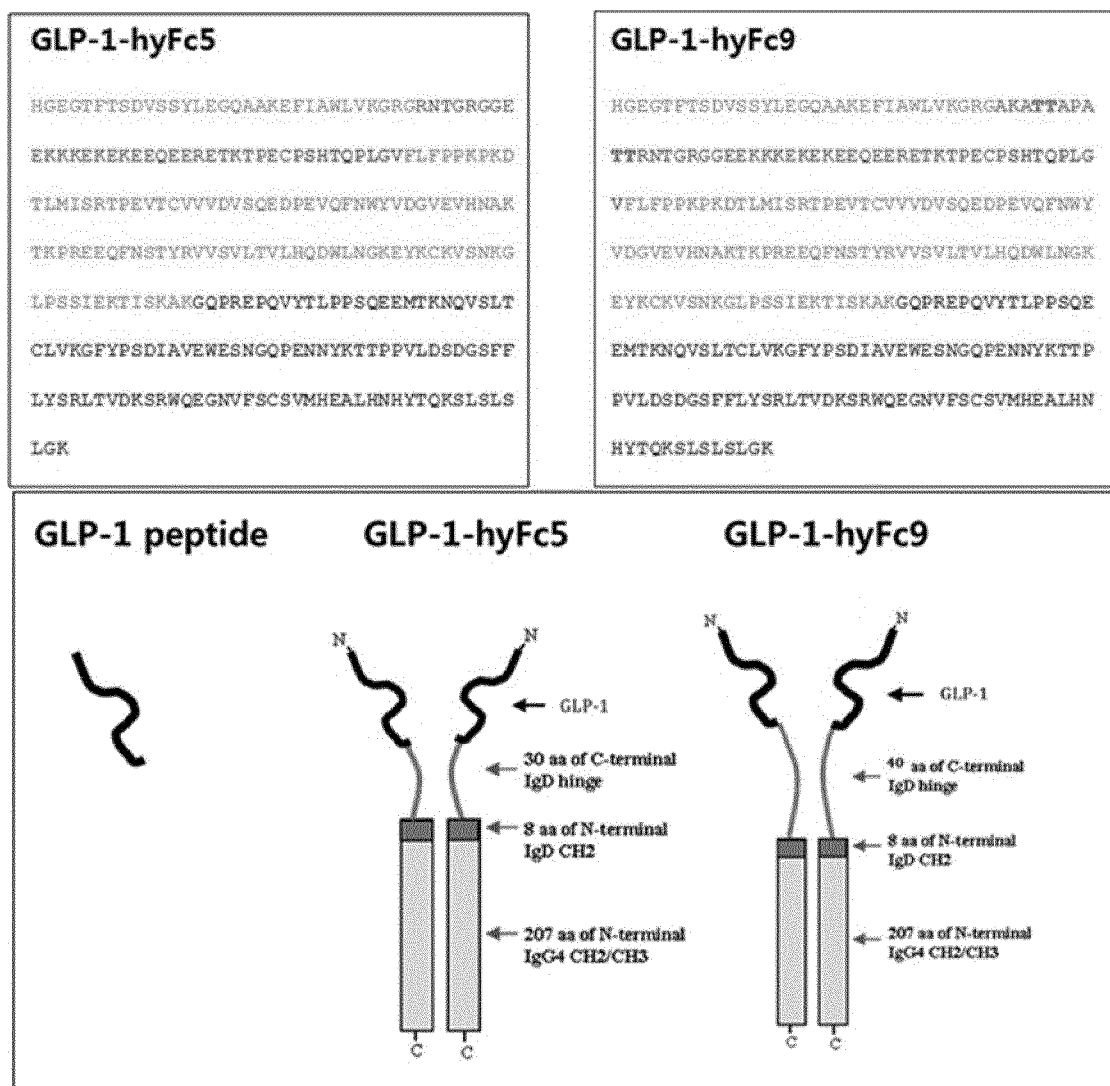 GLP-1-hyFc5
HGEGTFTSDVSSYLEGQAAKEFIAWLVKGRGRNTGRGGE
EKKKEKEKEEQEERETKTPECPSHTQPLGVFLFPPKPKD
TLMISRTPEVTCVVVDVSQEDPEVQFNWYVDGVEVHNAK
TKPREEQFNSTYRVVSVLTVLHQDWLNGKEYKCKVSNKG
LPSSIEKTISKAKGQPREPQVYTLPPSQEEMTKNQVSLT
CLVKGFYPSDIAVEWESNGQPENNYKTTPPVLDSDGSFF
LYSRLTVDKSRWQEGNVFSCSVMHEALHNHYTQKSLSLS
LGK
GLP-1-hyFc9
HGEGTFTSDVSSYLEGQAAKEFIAWLVKGRGAKATTAPA
TTRNTGRGGEEKKKEKEKEEQEERETKTPECPSHTQPLG
VFLFPPKPKDTLMISRTPEVTCVVVDVSQEDPEVQFNWY
VDGVEVHNAKTKPREEQFNSTYRVVSVLTVLHQDWLNGK
EYKCKVSNKGLPSSIEKTISKAKGQPREPQVYTLPPSQE
EMTKNQVSLTCLVKGFYPSDIAVEWESNGQPENNYKTTP
PVLDSDGSFFLYSRLTVDKSRWQEGNVFSCSVMHEALHN
HYTQKSLSLSLGK
GLP-1 peptide
GLP-1-hyFc5
N
N
GLP-1
30 aa of C-terminal
IgD hinge
8 aa of N-terminal
IgD CH2
207 aa of N-terminal
IgG4 CH2/CH3
C
C
GLP-1-hyFc9
N
N
GLP-1
40 aa of C-terminal
IgD hinge
8 aa of N-terminal
IgD CH2
207 aa of N-terminal
IgG4 CH2/CH3
C
C